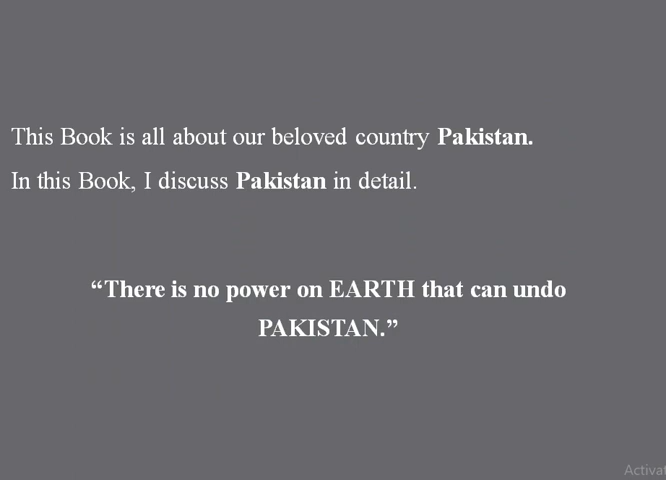 This Book is all about our beloved country Pakistan.
In this Book, I discuss Pakistan in detail.
“There is no power on EARTH that can undo
PAKISTAN.”